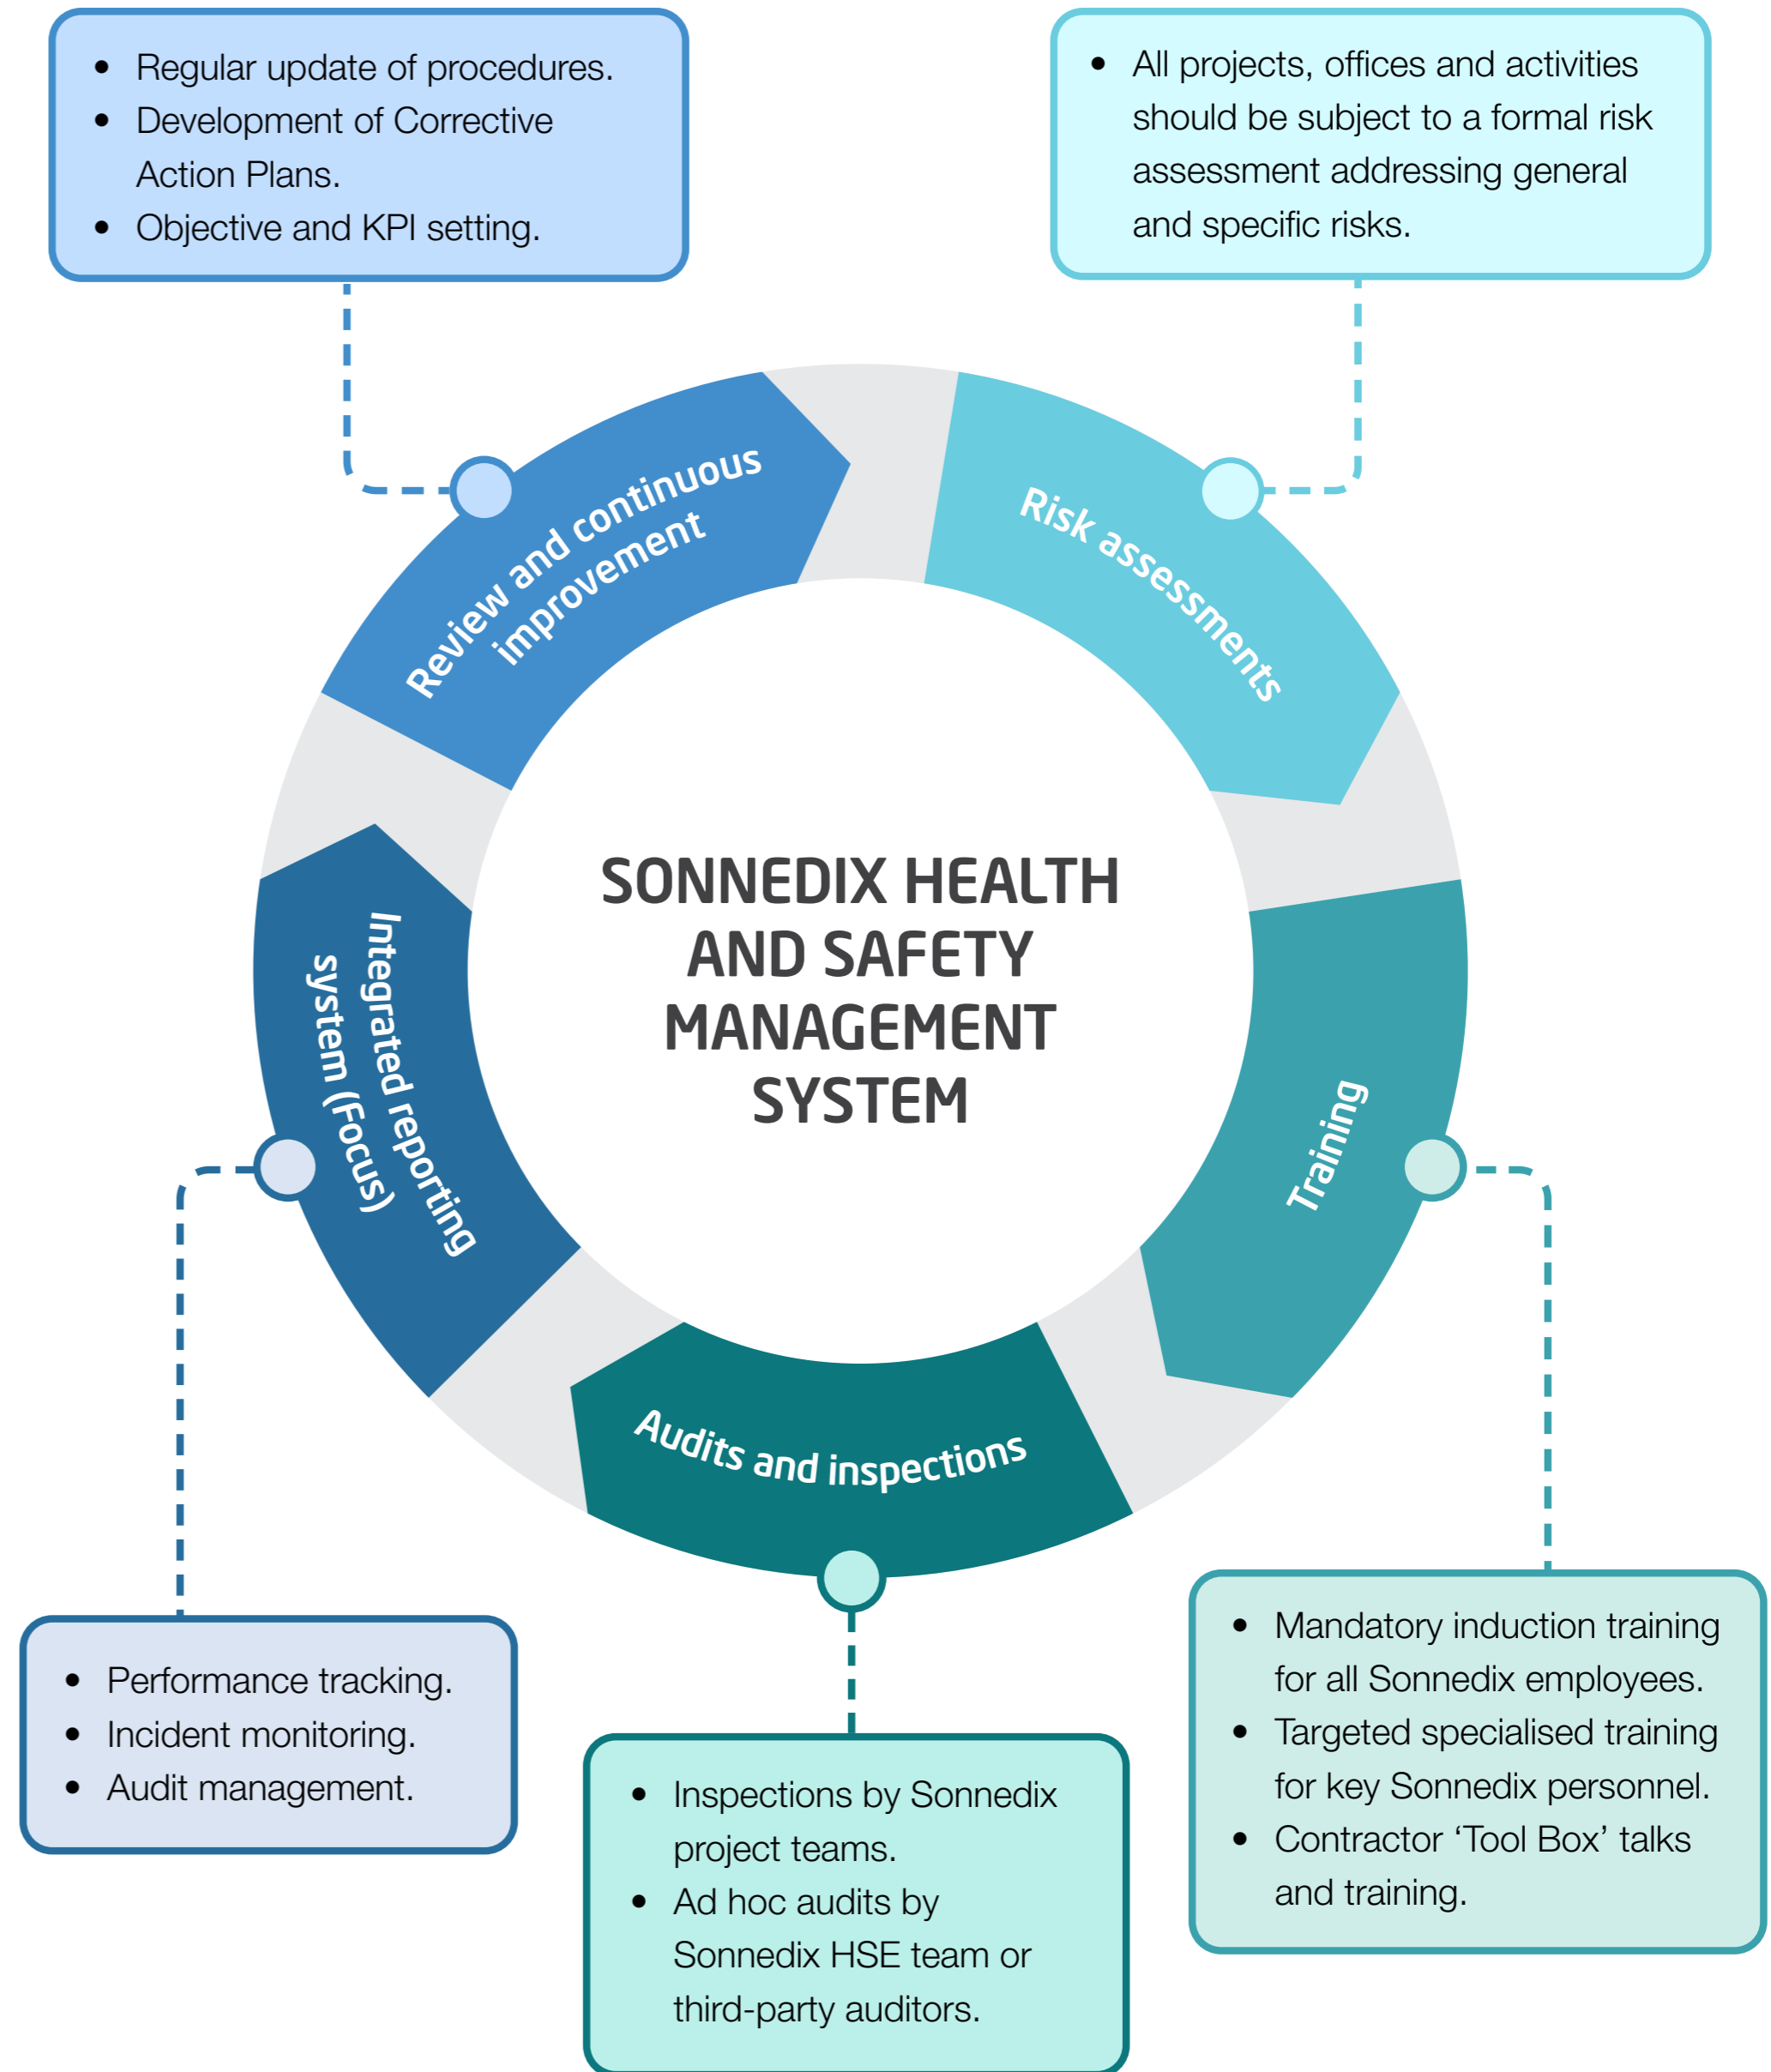 • Regular update of procedures.
• Development of Corrective
Action Plans.
• Objective and KPI setting.
• All projects, offices and activities
should be subject to a formal risk
assessment addressing general
and specific risks.
Review and continuous
improvement
Risk assessments
SONNEDIX HEALTH
AND SAFETY
MANAGEMENT
SYSTEM
Integrated reporting
system (Focus)
Training
Audits and inspections
• Performance tracking.
• Incident monitoring.
• Audit management.
• Inspections by Sonnedix
project teams.
• Ad hoc audits by
Sonnedix HSE team or
third-party auditors.
• Mandatory induction training
for all Sonnedix employees.
• Targeted specialised training
for key Sonnedix personnel.
• Contractor ‘Tool Box’ talks
and training.